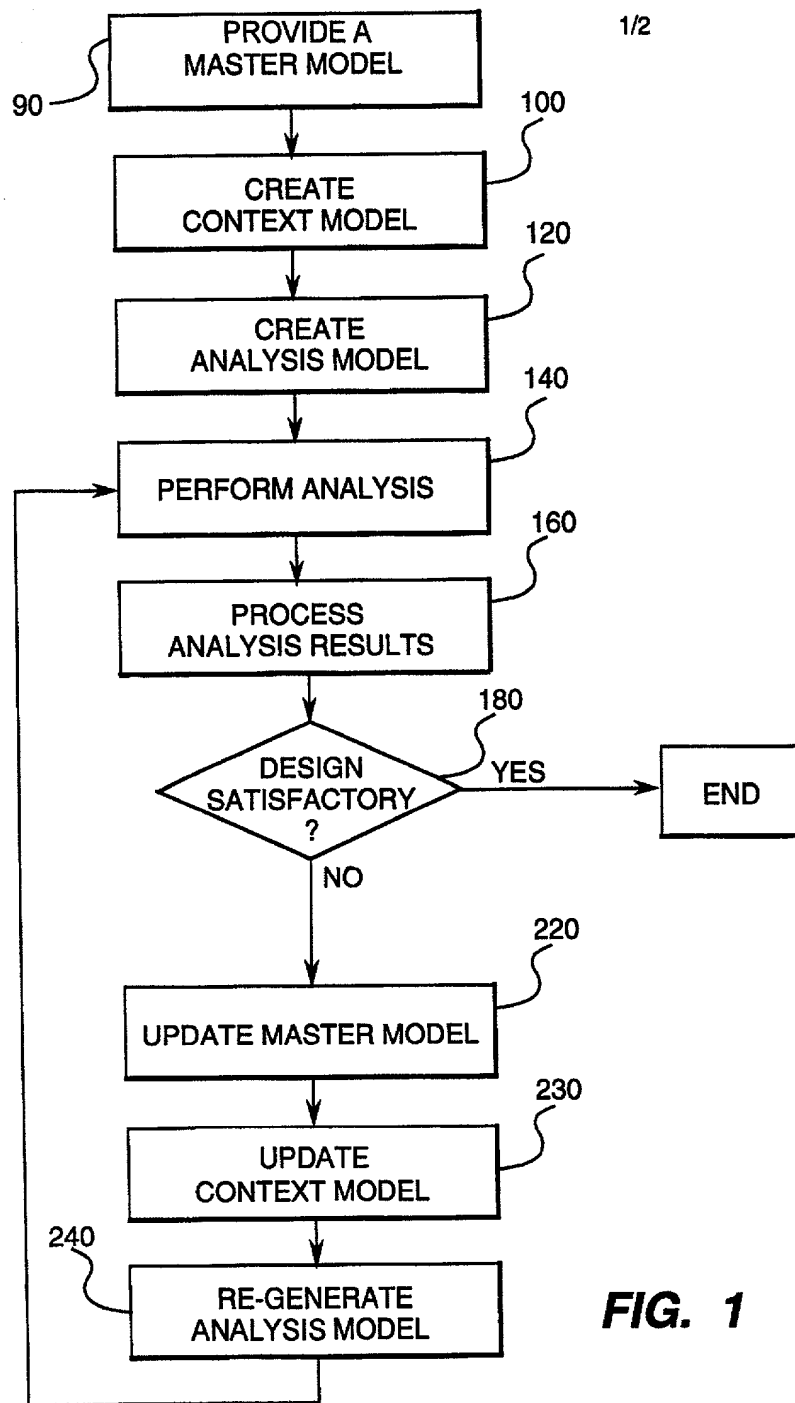 1/2
PROVIDE A
MASTER MODEL
90
100
CREATE
CONTEXT MODEL
120
CREATE
ANALYSIS MODEL
140
PERFORM ANALYSIS
160
PROCESS
ANALYSIS RESULTS
180
DESIGN
SATISFACTORY
?
YES
END
NO
220
UPDATE MASTER MODEL
230
UPDATE
CONTEXT MODEL
240
RE-GENERATE
ANALYSIS MODEL
FIG. 1